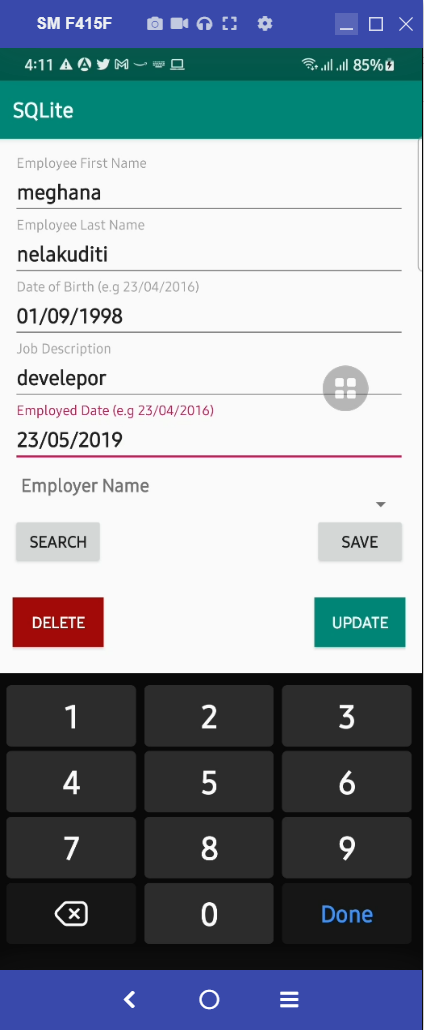 SM F415F
4:11 85%
SQLite
Employee First Name
meghana
Employee Last Name
nelakuditi
Date of Birth (e.g 23/04/2016)
01/09/1998
Job Description
develepor
Employed Date (e.g 23/04/2016)
23/05/2019
Employer Name
SEARCH SAVE
DELETE UPDATE
1 2 3
4 5 6
7 8 9
0 Done